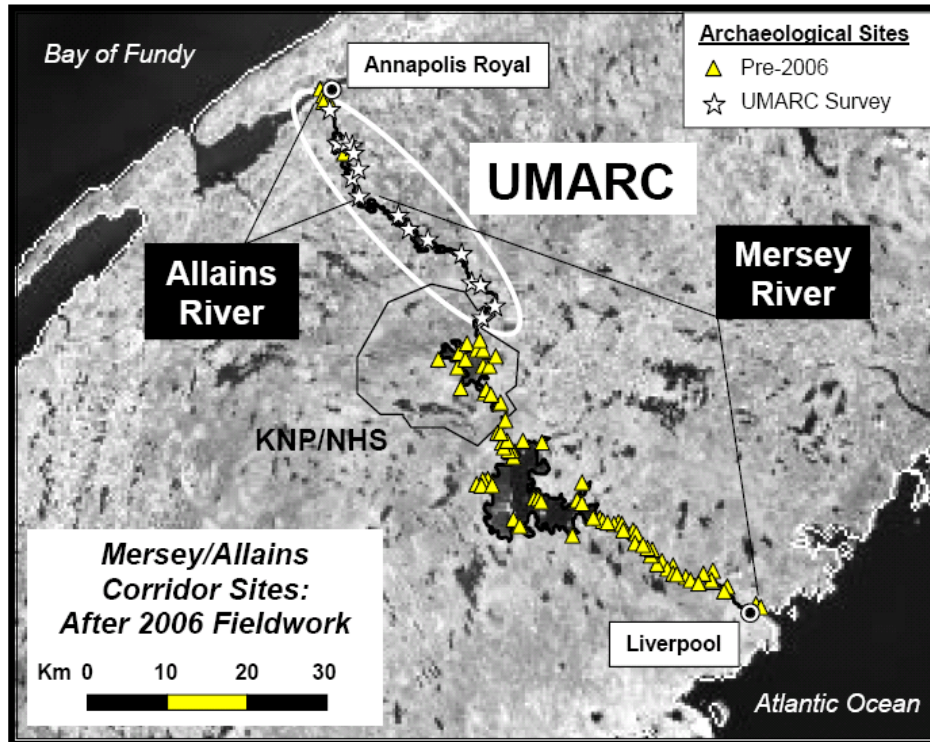 Bay of Fundy
Annapolis Royal
Archaeological Sites
Pre-2006
UMARC Survey
UMARC
Allains
River
Mersey
River
KNP/NHS
Mersey/Allains
Corridor Sites:
After 2006 Fieldwork
Km 0 10 20 30
Liverpool
Atlantic Ocean